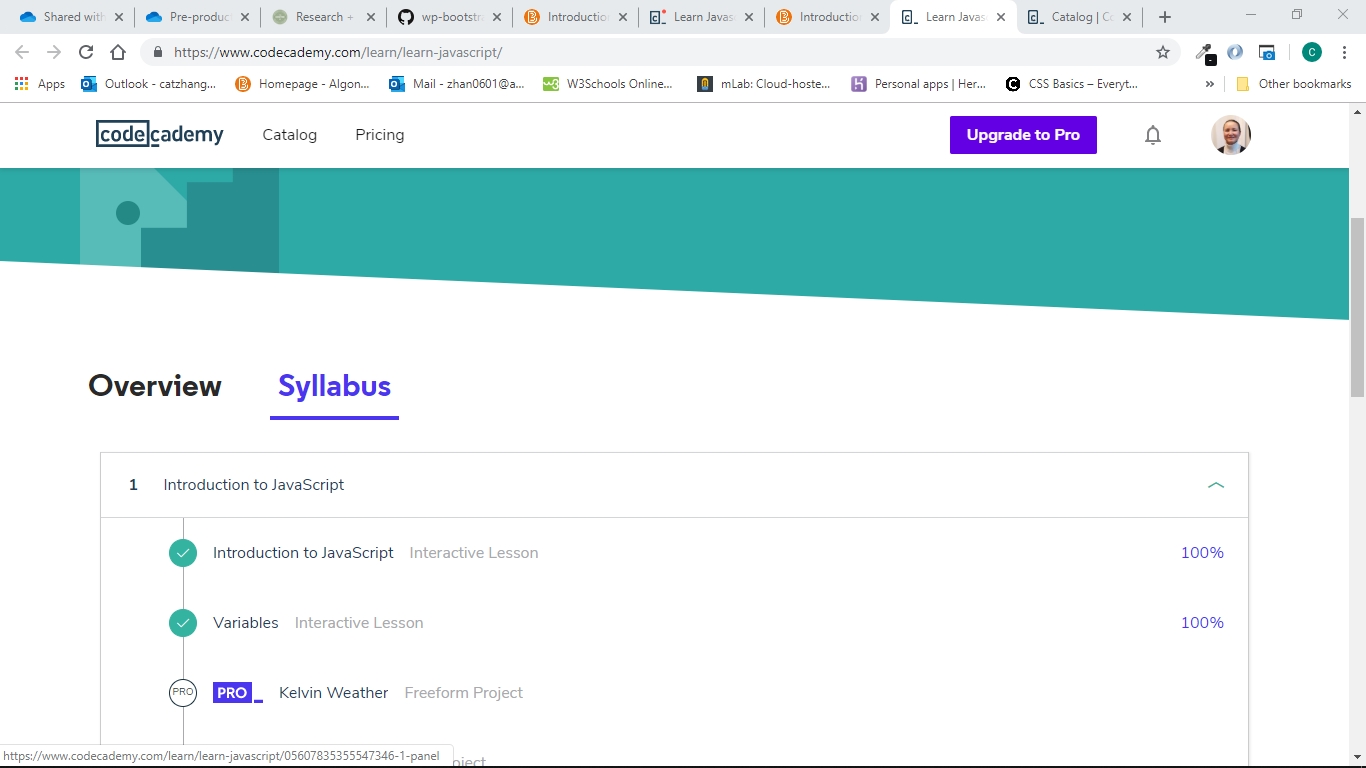 Shared with Pre-produc Research + wp-bootstr Introduction Learn Javas Introduction Learn Javas Catalog | Co
https://www.codecademy.com/learn/learn-javascript/ C
Apps Outlook - catzhang... Homepage - Algon... Mail - zhan0601@a... W3Schools Online... mLab: Cloud-hoste... Personal apps | Her... CSS Basics – Everyt... » Other bookmarks
codecademy Catalog Pricing Upgrade to Pro
Overview Syllabus
1 Introduction to JavaScript
Introduction to JavaScript Interactive Lesson 100%
Variables Interactive Lesson 100%
PRO PRO Kelvin Weather Freeform Project
https://www.codecademy.com/learn/learn-javascript/05607835355547346-1-panel